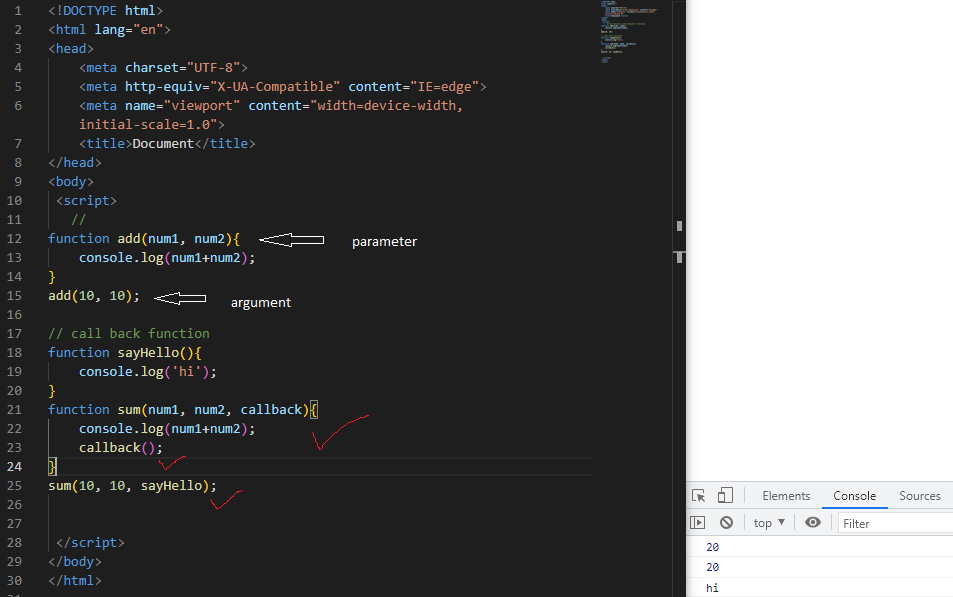 1 <!DOCTYPE html>
2 <html lang="en">
3 <head>
4 <meta charset="UTF-8">
5 <meta http-equiv="X-UA-Compatible" content="IE=edge">
6 <meta name="viewport" content="width=device-width,
initial-scale=1.0">
7 <title>Document</title>
8 </head>
9 <body>
10 <script>
11 //
12 function add(num1, num2){ parameter
13 console.log(num1+num2);
14 }
15 add(10, 10); argument
16
17 // call back function
18 function sayHello(){
19 console.log('hi');
20 }
21 function sum(num1, num2, callback){
22 console.log(num1+num2);
23 callback();
24 }
25 sum(10, 10, sayHello);
26
27
28 </script>
29 </body>
30 </html>
Elements Console Sources
top Filter
20
20
hi